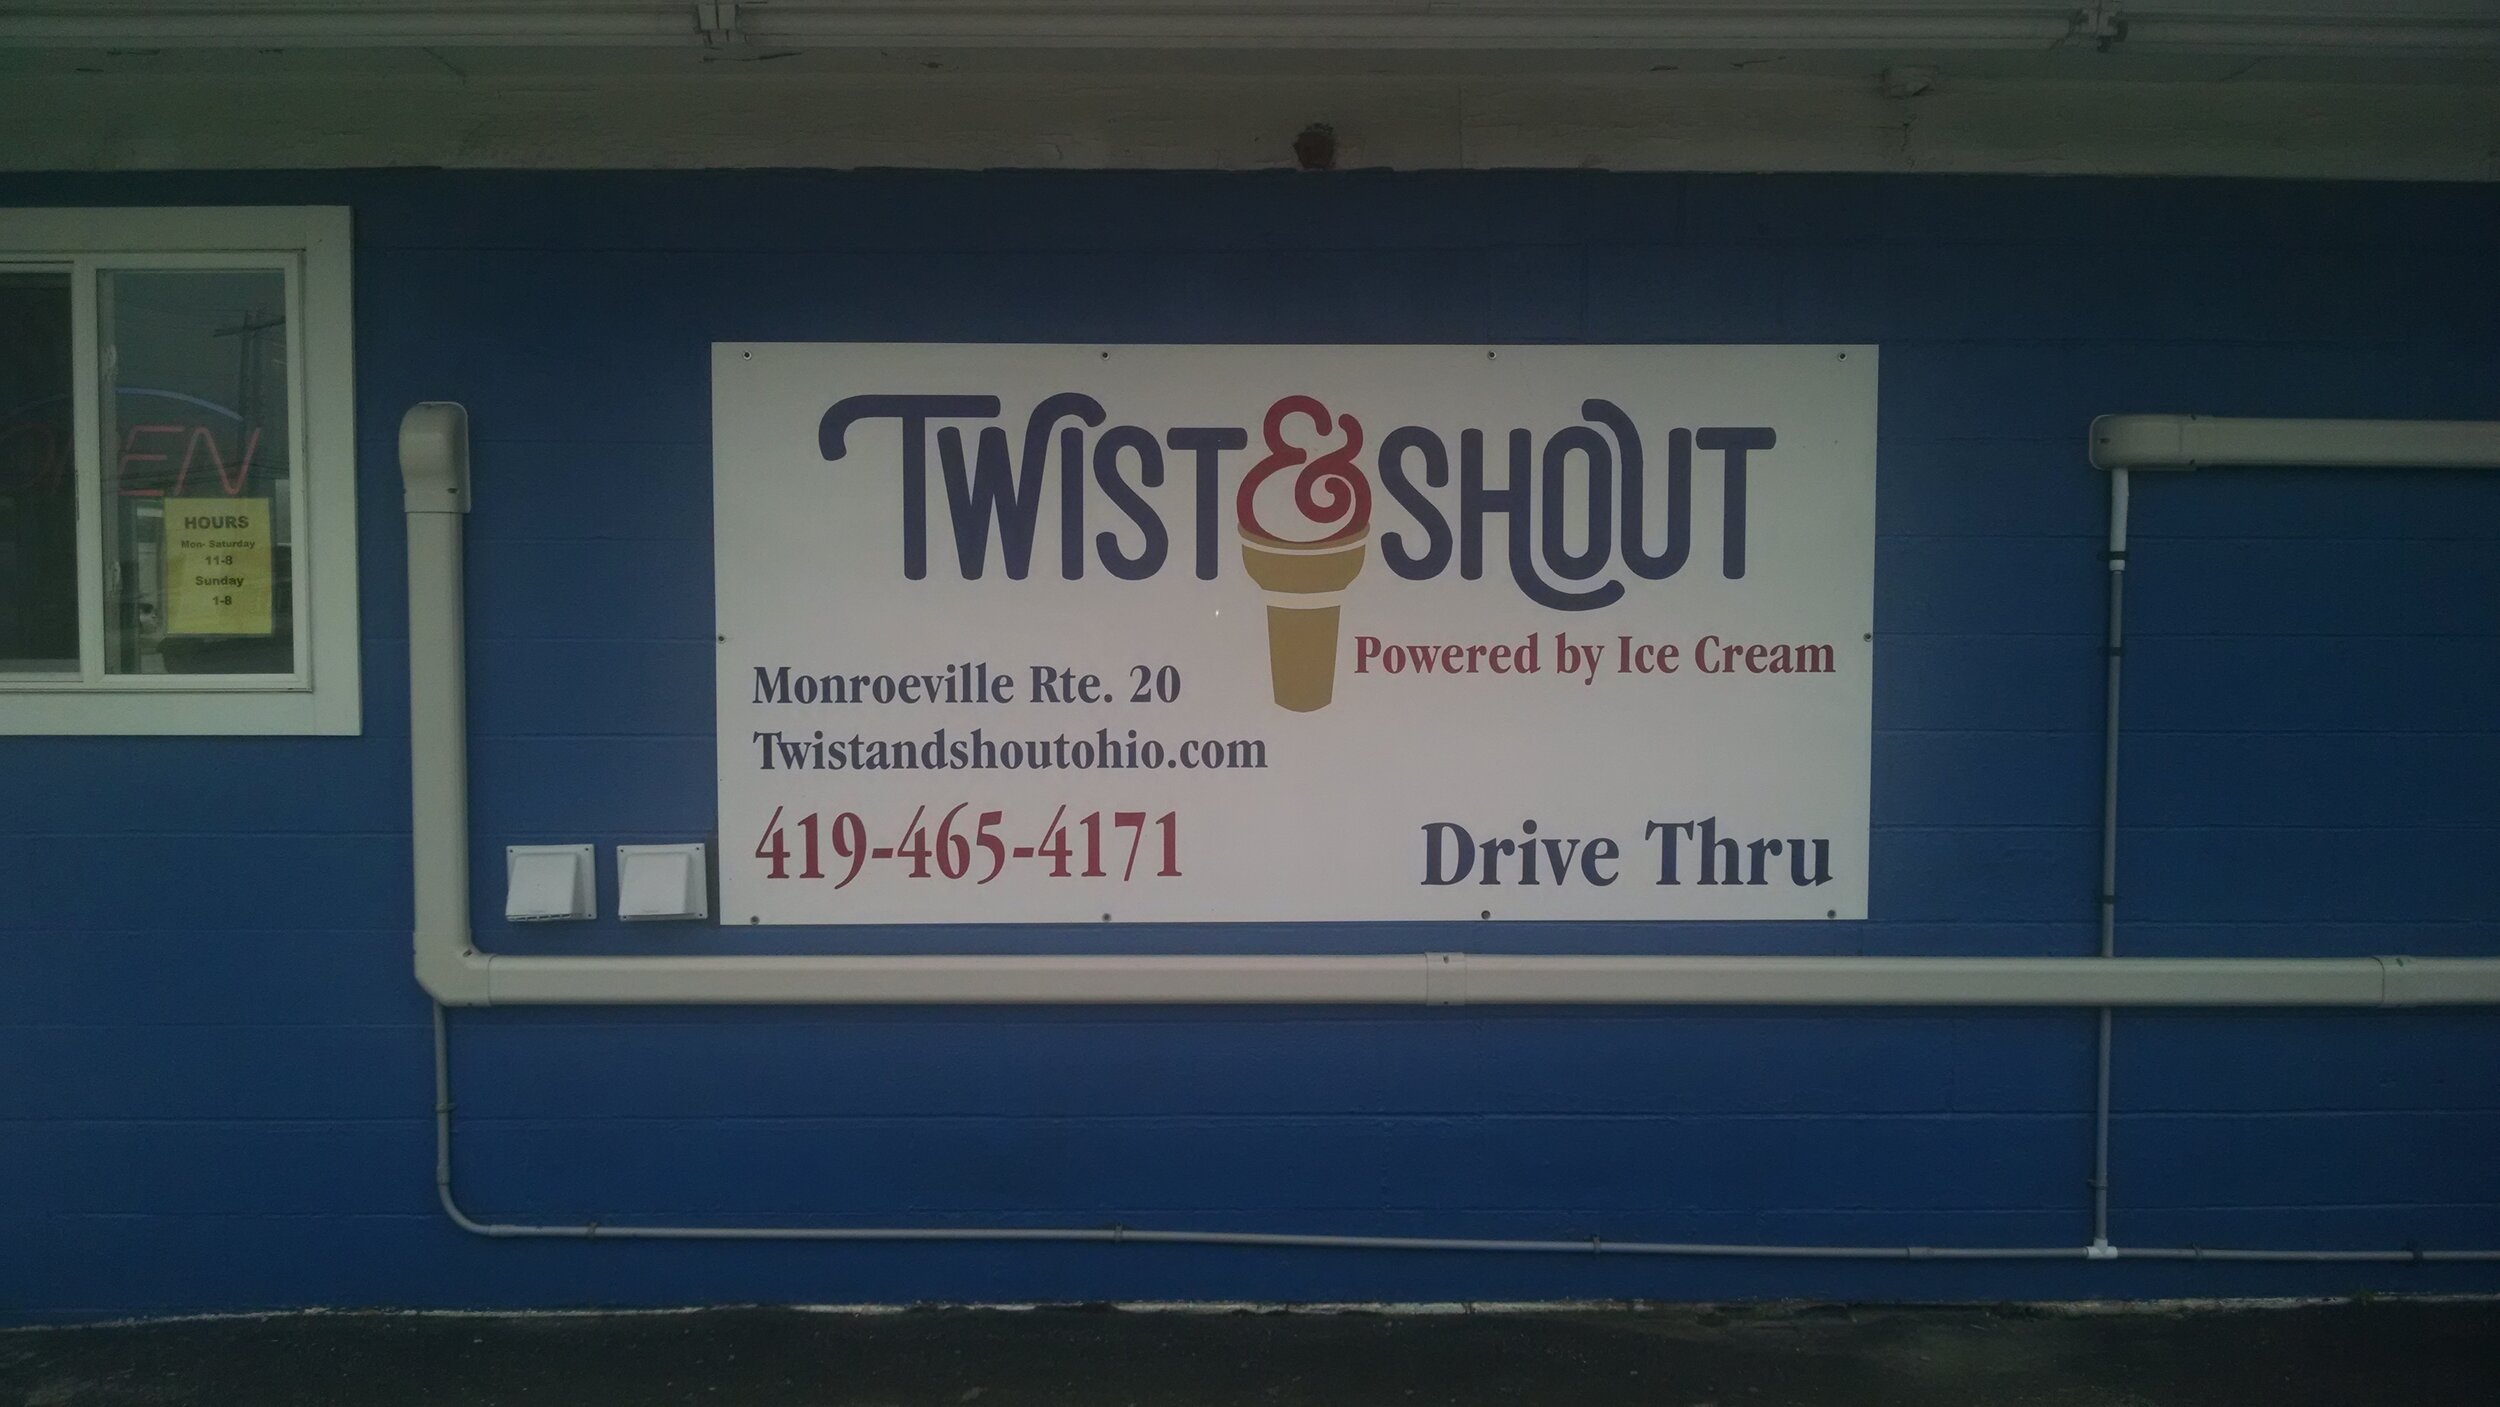 OPEN
HOURS
Mon- Saturday
11-8
Sunday
1-8
TWIST & SHOUT
Powered by Ice Cream
Monroeville Rte. 20
Twistandshoutohio.com
419-465-4171
Drive Thru